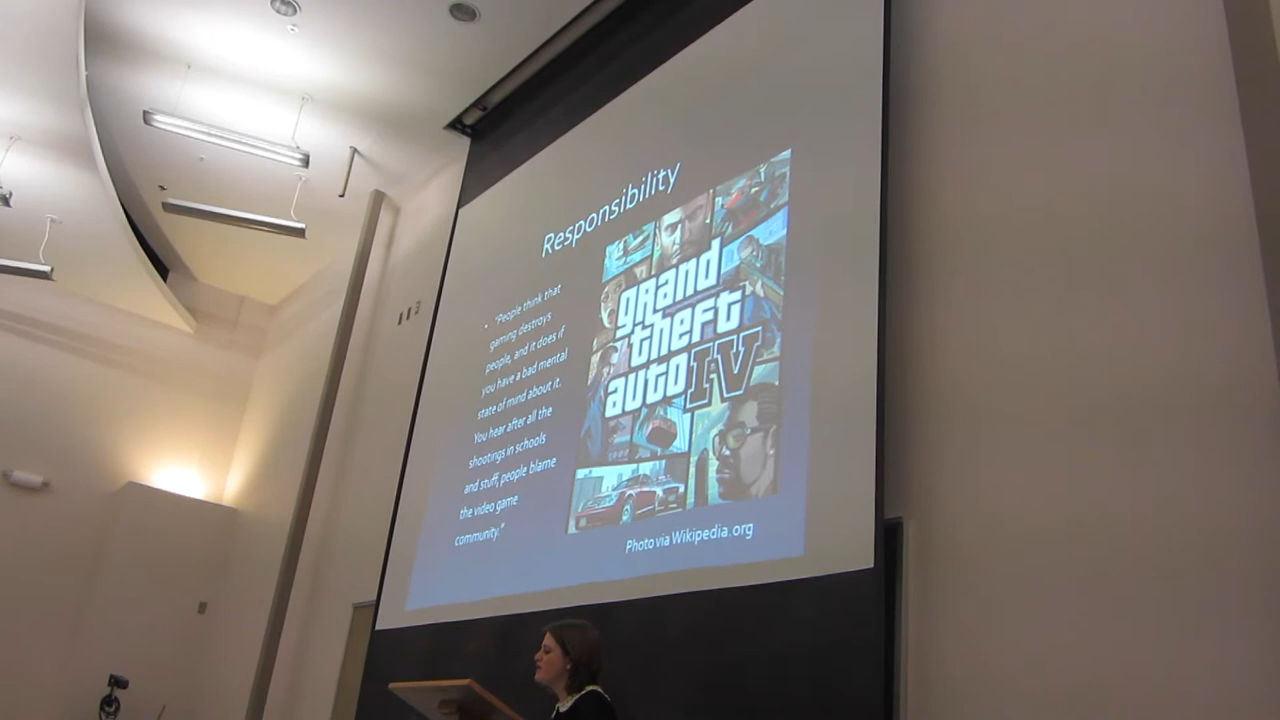 Responsibility
• "People think that
gaming destroys
people, and it does if
you have a bad mental
state of mind about it.
You hear after all the
shootings in schools
and stuff, people blame
the video game
community."
grand
theft
auto IV
Photo via Wikipedia.org